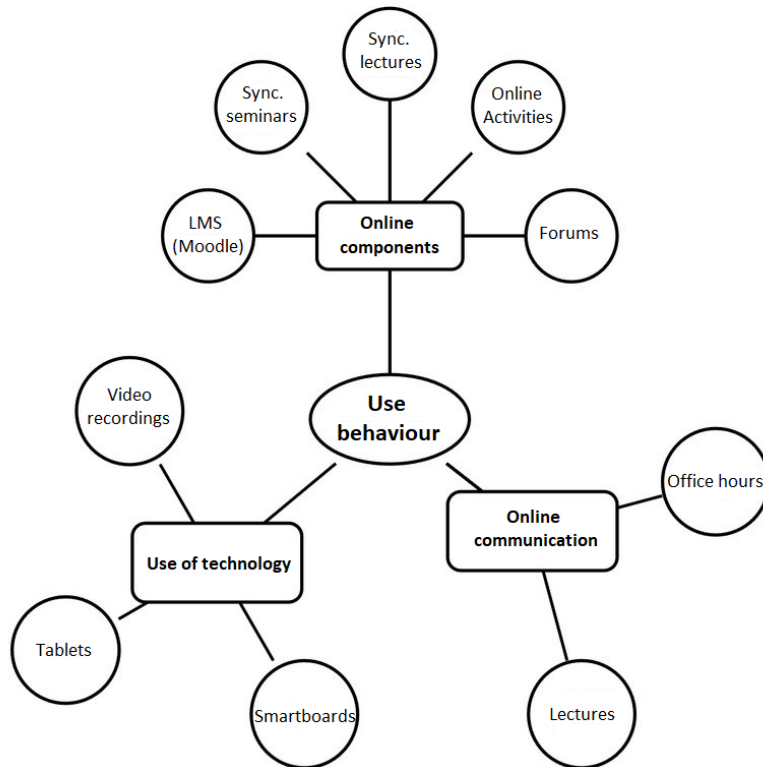 Sync.
lectures
Sync.
seminars
Online
Activities
LMS
(Moodle)
Online
components
Forums
Video
recordings
Use
behaviour
Office hours
Online
communication
Use of technology
Tablets
Smartboards
Lectures